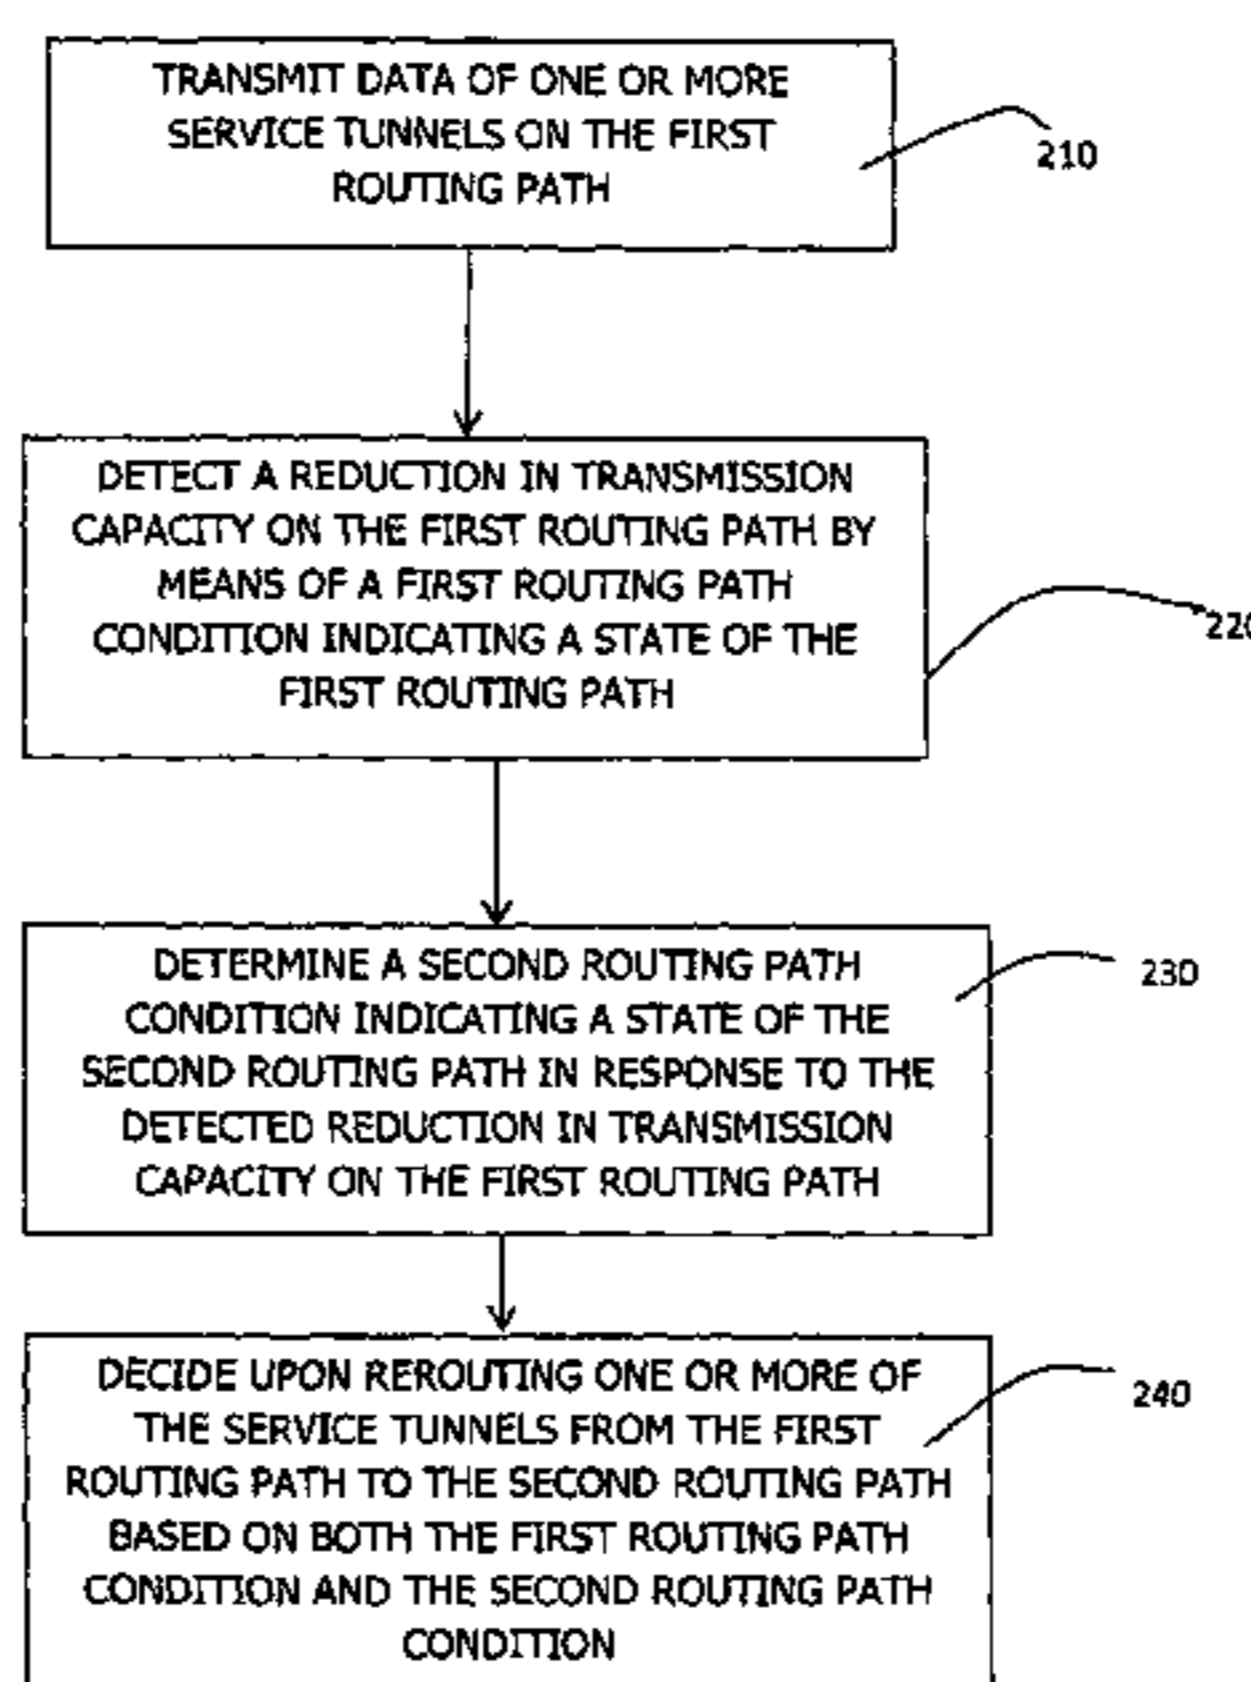 TRANSMIT DATA OF ONE OR MORE
SERVICE TUNNELS ON THE FIRST
ROUTING PATH
210
DETECT A REDUCTION IN TRANSMISSION
CAPACITY ON THE FIRST ROUTING PATH BY
MEANS OF A FIRST ROUTING PATH
CONDITION INDICATING A STATE OF THE
FIRST ROUTING PATH
220
DETERMINE A SECOND ROUTING PATH
CONDITION INDICATING A STATE OF THE
SECOND ROUTING PATH IN RESPONSE TO THE
DETECTED REDUCTION IN TRANSMISSION
CAPACITY ON THE FIRST ROUTING PATH
230
DECIDE UPON REROUTING ONE OR MORE OF
THE SERVICE TUNNELS FROM THE FIRST
ROUTING PATH TO THE SECOND ROUTING PATH
BASED ON BOTH THE FIRST ROUTING PATH
CONDITION AND THE SECOND ROUTING PATH
CONDITION
240